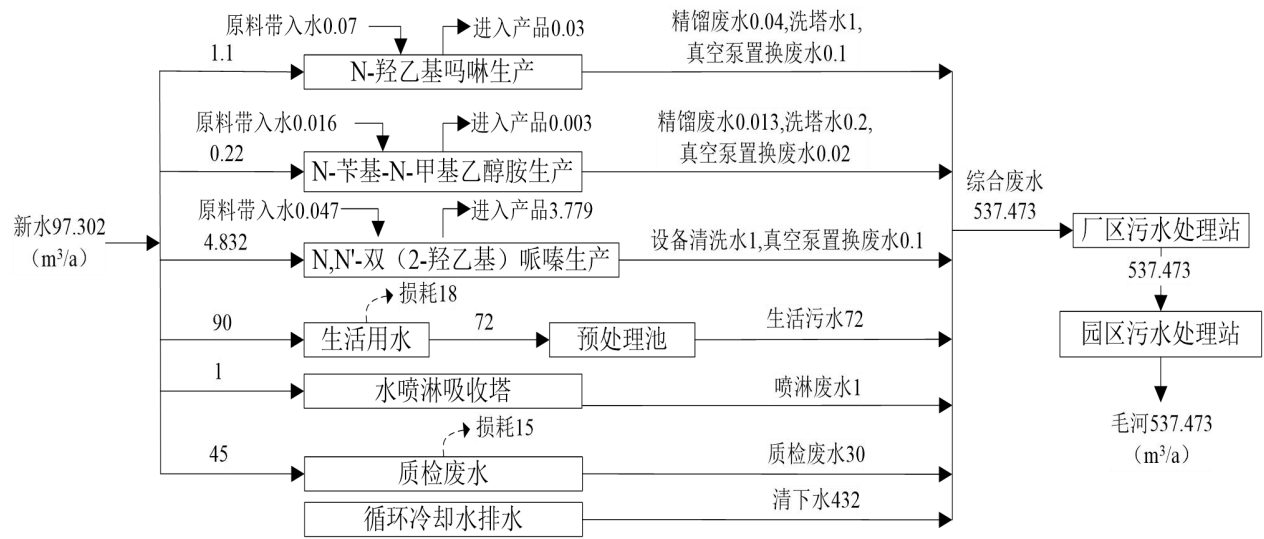 原料带入水0.07
进入产品0.03
精馏废水0.04,洗塔水1,
真空泵置换废水0.1
1.1
N-羟乙基吗啉生产
原料带入水0.016
进入产品0.003
精馏废水0.013,洗塔水0.2,
真空泵置换废水0.02
0.22
N-苄基-N-甲基乙醇胺生产
综合废水
537.473
新水97.302
（m³/a）
原料带入水0.047
进入产品3.779
4.832
N,N'-双（2-羟乙基）哌嗪生产
设备清洗水1,真空泵置换废水0.1
厂区污水处理站
537.473
损耗18
90
生活用水
72
预处理池
生活污水72
园区污水处理站
1
水喷淋吸收塔
喷淋废水1
毛河537.473
（m³/a）
损耗15
45
质检废水
质检废水30
循环冷却水排水
清下水432